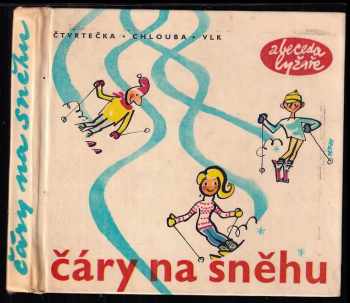 čáry na sněhu
ČTVRTEČKA • CHLOUBA • VLK
abeceda
lyžaře
čáry na sněhu